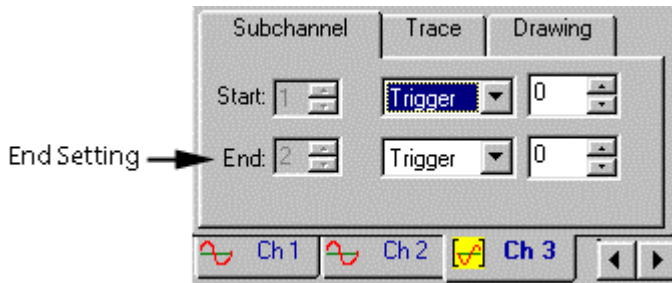 Subchannel Trace Drawing
Start: 1 Trigger 0
End Setting End: 2 Trigger 0
Ch 1 Ch 2 Ch 3